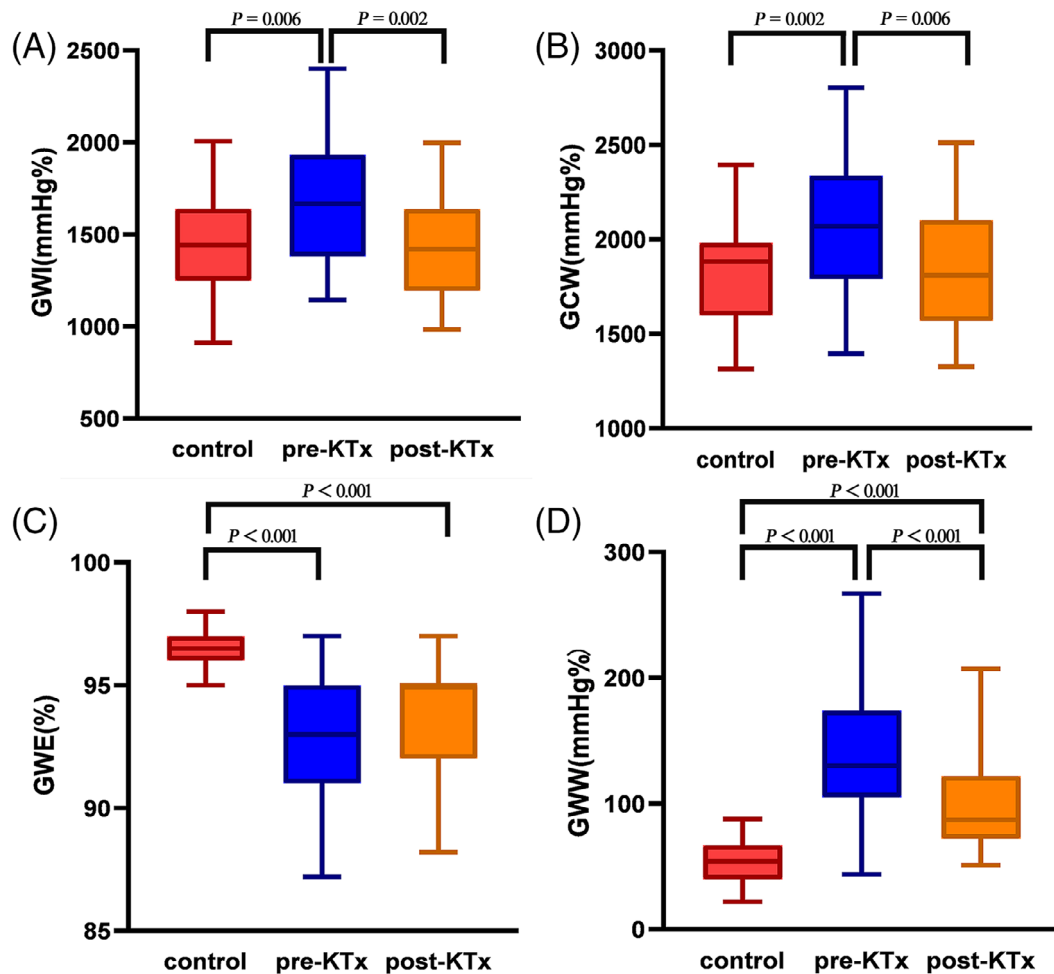 (A)
P = 0.006 P = 0.002
GWI(mmHg%)
2500
2000
1500
1000
500
control pre-KTx post-KTx
(B)
P = 0.002 P = 0.006
GCW(mmHg%)
3000
2500
2000
1500
1000
control pre-KTx post-KTx
(C)
P < 0.001
P < 0.001
GWE(%)
100
95
90
85
control pre-KTx post-KTx
(D)
P < 0.001
P < 0.001 P < 0.001
GWW(mmHg%)
300
200
100
0
control pre-KTx post-KTx